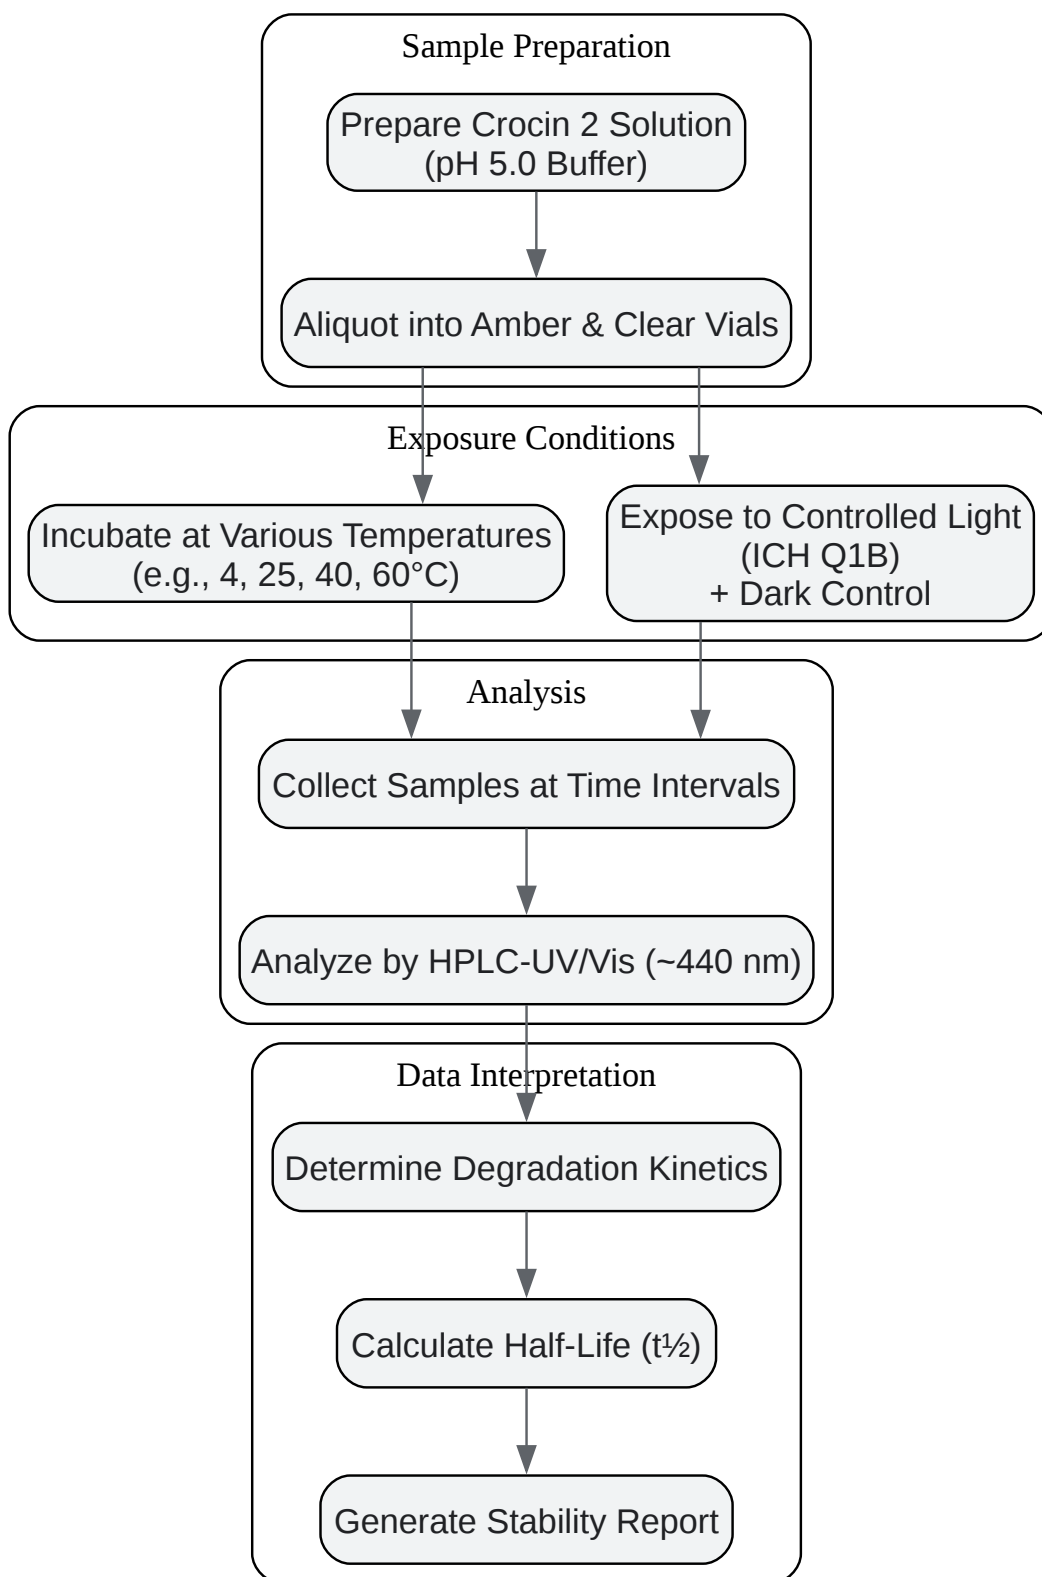 Sample Preparation
Prepare Crocin 2 Solution
(pH 5.0 Buffer)
Aliquot into Amber & Clear Vials
Exposure Conditions
Incubate at Various Temperatures
(e.g., 4, 25, 40, 60°C)
Expose to Controlled Light
(ICH Q1B)
+ Dark Control
Analysis
Collect Samples at Time Intervals
Analyze by HPLC-UV/Vis (~440 nm)
Data Interpretation
Determine Degradation Kinetics
Calculate Half-Life (t½)
Generate Stability Report